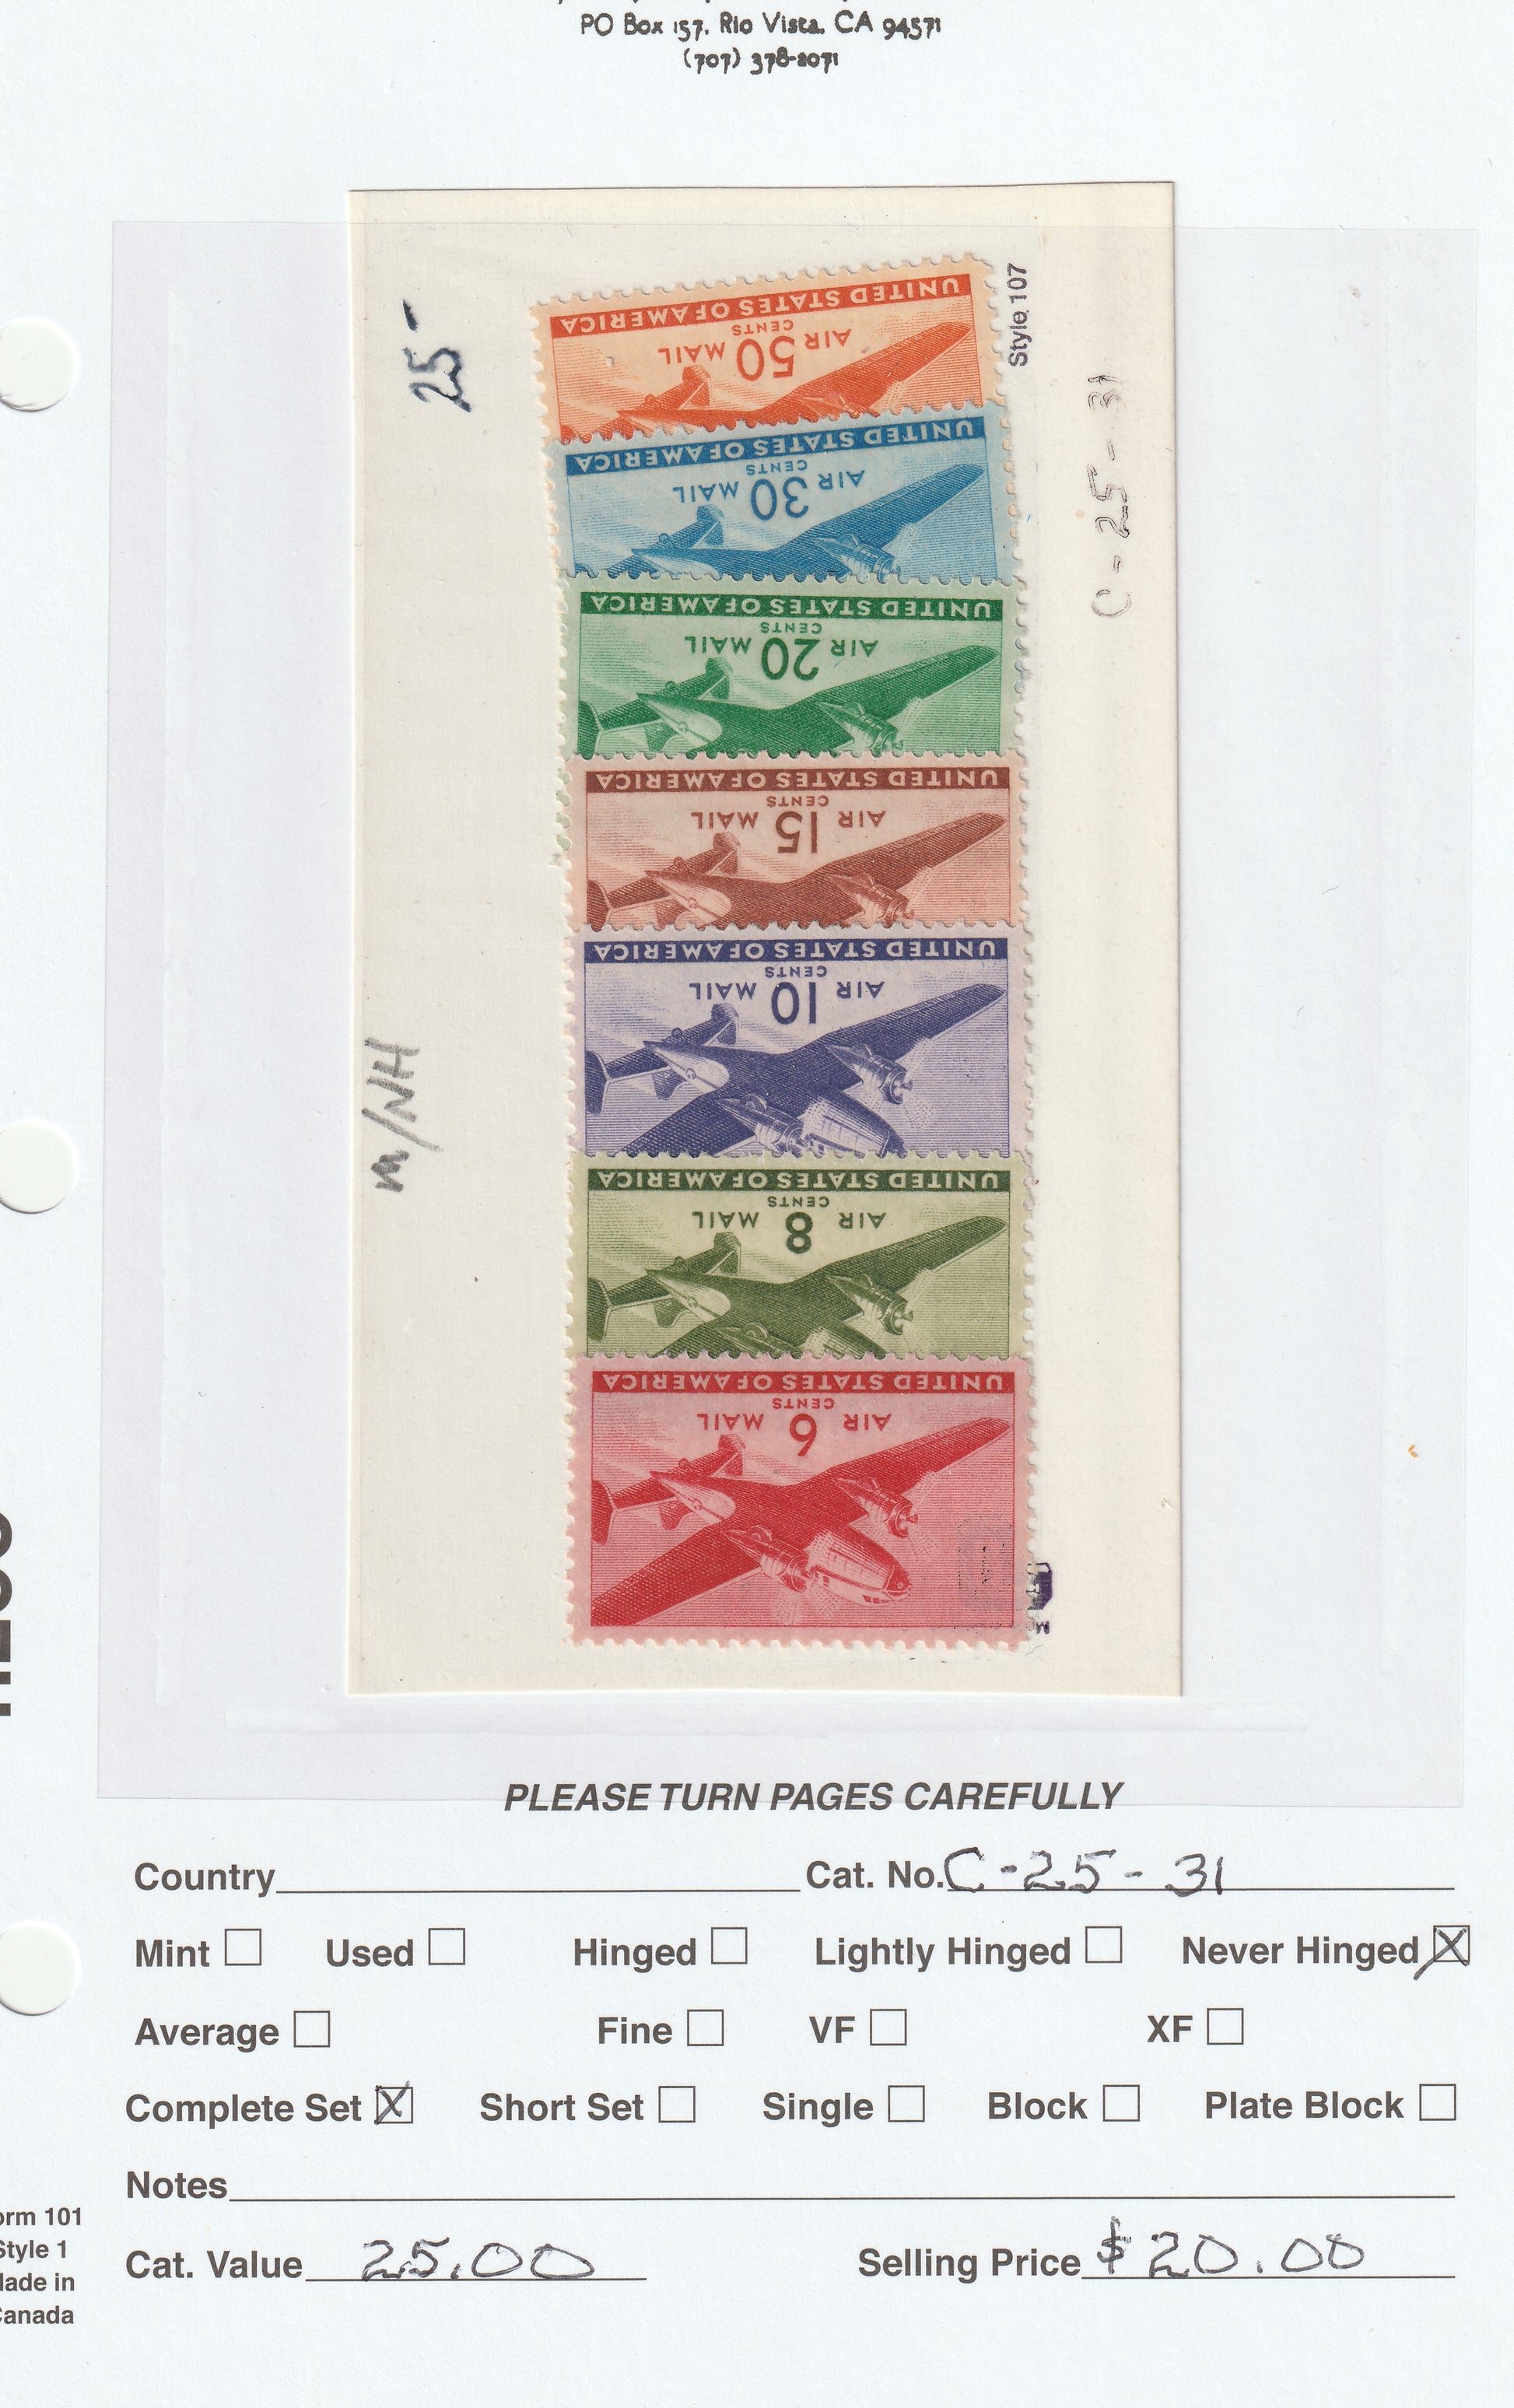 PO Box 157, Rio Vista, CA 94571
(707) 378-2071
25-
Style 107
C-25-31
M/NH
UNITED STATES OF AMERICA
CENTS
AIR 50 MAIL
UNITED STATES OF AMERICA
CENTS
AIR 30 MAIL
UNITED STATES OF AMERICA
CENTS
AIR 20 MAIL
UNITED STATES OF AMERICA
CENTS
AIR 15 MAIL
UNITED STATES OF AMERICA
CENTS
AIR 10 MAIL
UNITED STATES OF AMERICA
CENTS
AIR 8 MAIL
UNITED STATES OF AMERICA
CENTS
AIR 6 MAIL
PLEASE TURN PAGES CAREFULLY
Country Cat. No. C-25-31
Mint Used Hinged Lightly Hinged Never Hinged X
Average Fine VF XF
Complete Set X Short Set Single Block Plate Block
Notes
orm 101
Style 1
Made in
Canada
Cat. Value 25.00 Selling Price $20.00